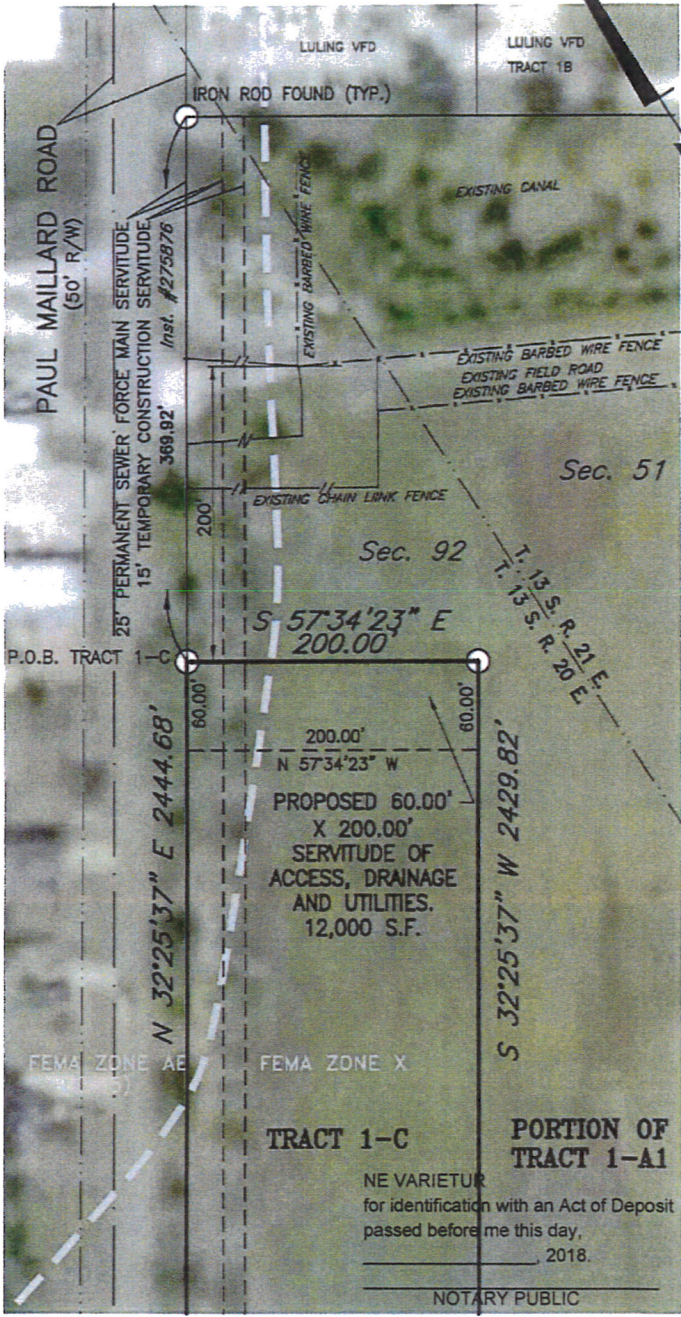 LULING VFD
LULING VFD
TRACT 1B
IRON ROD FOUND (TYP.)
PAUL MAILLARD ROAD
(50' R/W)
25' PERMANENT SEWER FORCE MAIN SERVITUDE
15' TEMPORARY CONSTRUCTION SERVITUDE
369.92'
Inst. #275876
EXISTING BARBED WIRE FENCE
EXISTING CANAL
EXISTING BARBED WIRE FENCE
EXISTING FIELD ROAD
EXISTING BARBED WIRE FENCE
Sec. 51
EXISTING CHAIN LINK FENCE
200'
Sec. 92
T. 13 S. R. 21 E.
T. 13 S. R. 20 E.
S 57°34'23" E
200.00'
P.O.B. TRACT 1-C
60.00'
60.00'
200.00'
N 57°34'23" W
N 32°25'37" E 2444.68'
S 32°25'37" W 2429.82'
PROPOSED 60.00'
X 200.00'
SERVITUDE OF
ACCESS, DRAINAGE
AND UTILITIES.
12,000 S.F.
FEMA ZONE AE
FEMA ZONE X
TRACT 1-C
PORTION OF
TRACT 1-A1
NE VARIETUR
for identification with an Act of Deposit
passed before me this day,
, 2018.
NOTARY PUBLIC